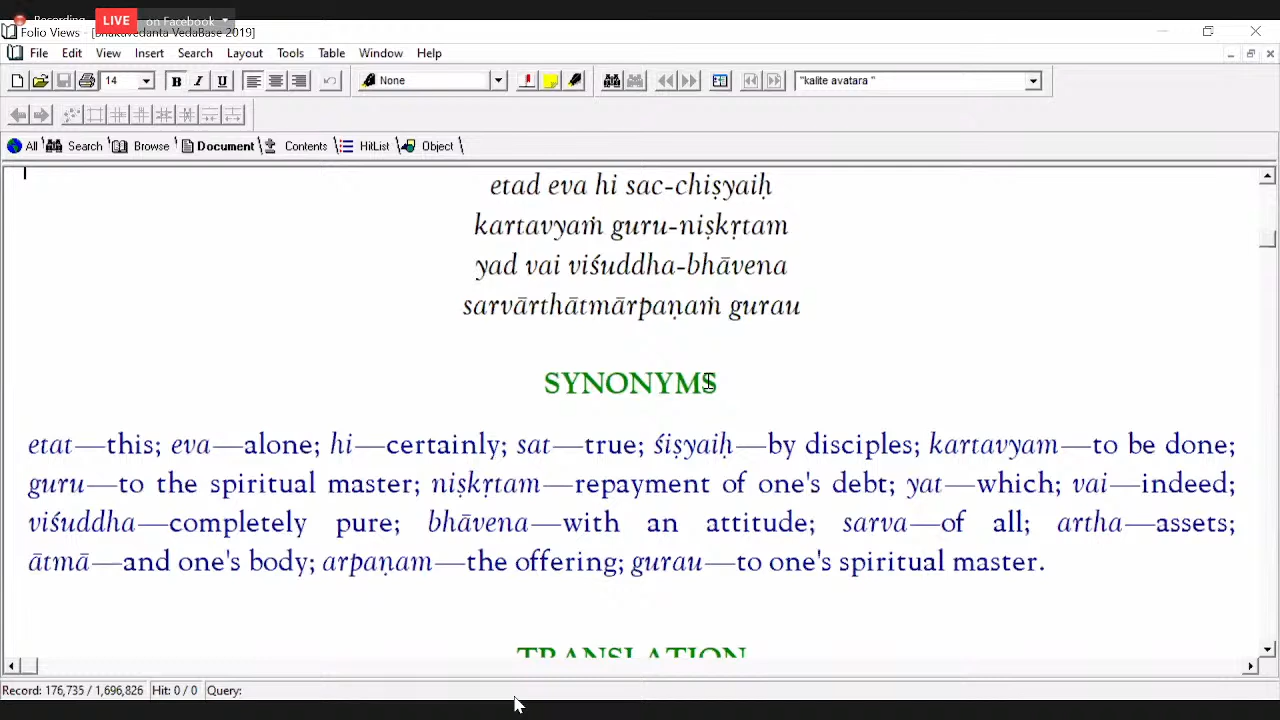 Recording
LIVE on Facebook
Folio Views - [Bhaktivedanta VedaBase 2019]
File Edit View Insert Search Layout Tools Table Window Help
14 B I U None "kalite avatara "
All Search Browse Document Contents HitList Object
etad eva hi sac-chiṣyaiḥ
kartavyaṁ guru-niṣkṛtam
yad vai viśuddha-bhāvena
sarvārthātmārpaṇaṁ gurau
SYNONYMS
etat—this; eva—alone; hi—certainly; sat—true; śiṣyaiḥ—by disciples; kartavyam—to be done;
guru—to the spiritual master; niṣkṛtam—repayment of one's debt; yat—which; vai—indeed;
viśuddha—completely pure; bhāvena—with an attitude; sarva—of all; artha—assets;
ātmā—and one's body; arpaṇam—the offering; gurau—to one's spiritual master.
TRANSLATION
Record: 176,735 / 1,696,826 Hit: 0 / 0 Query: